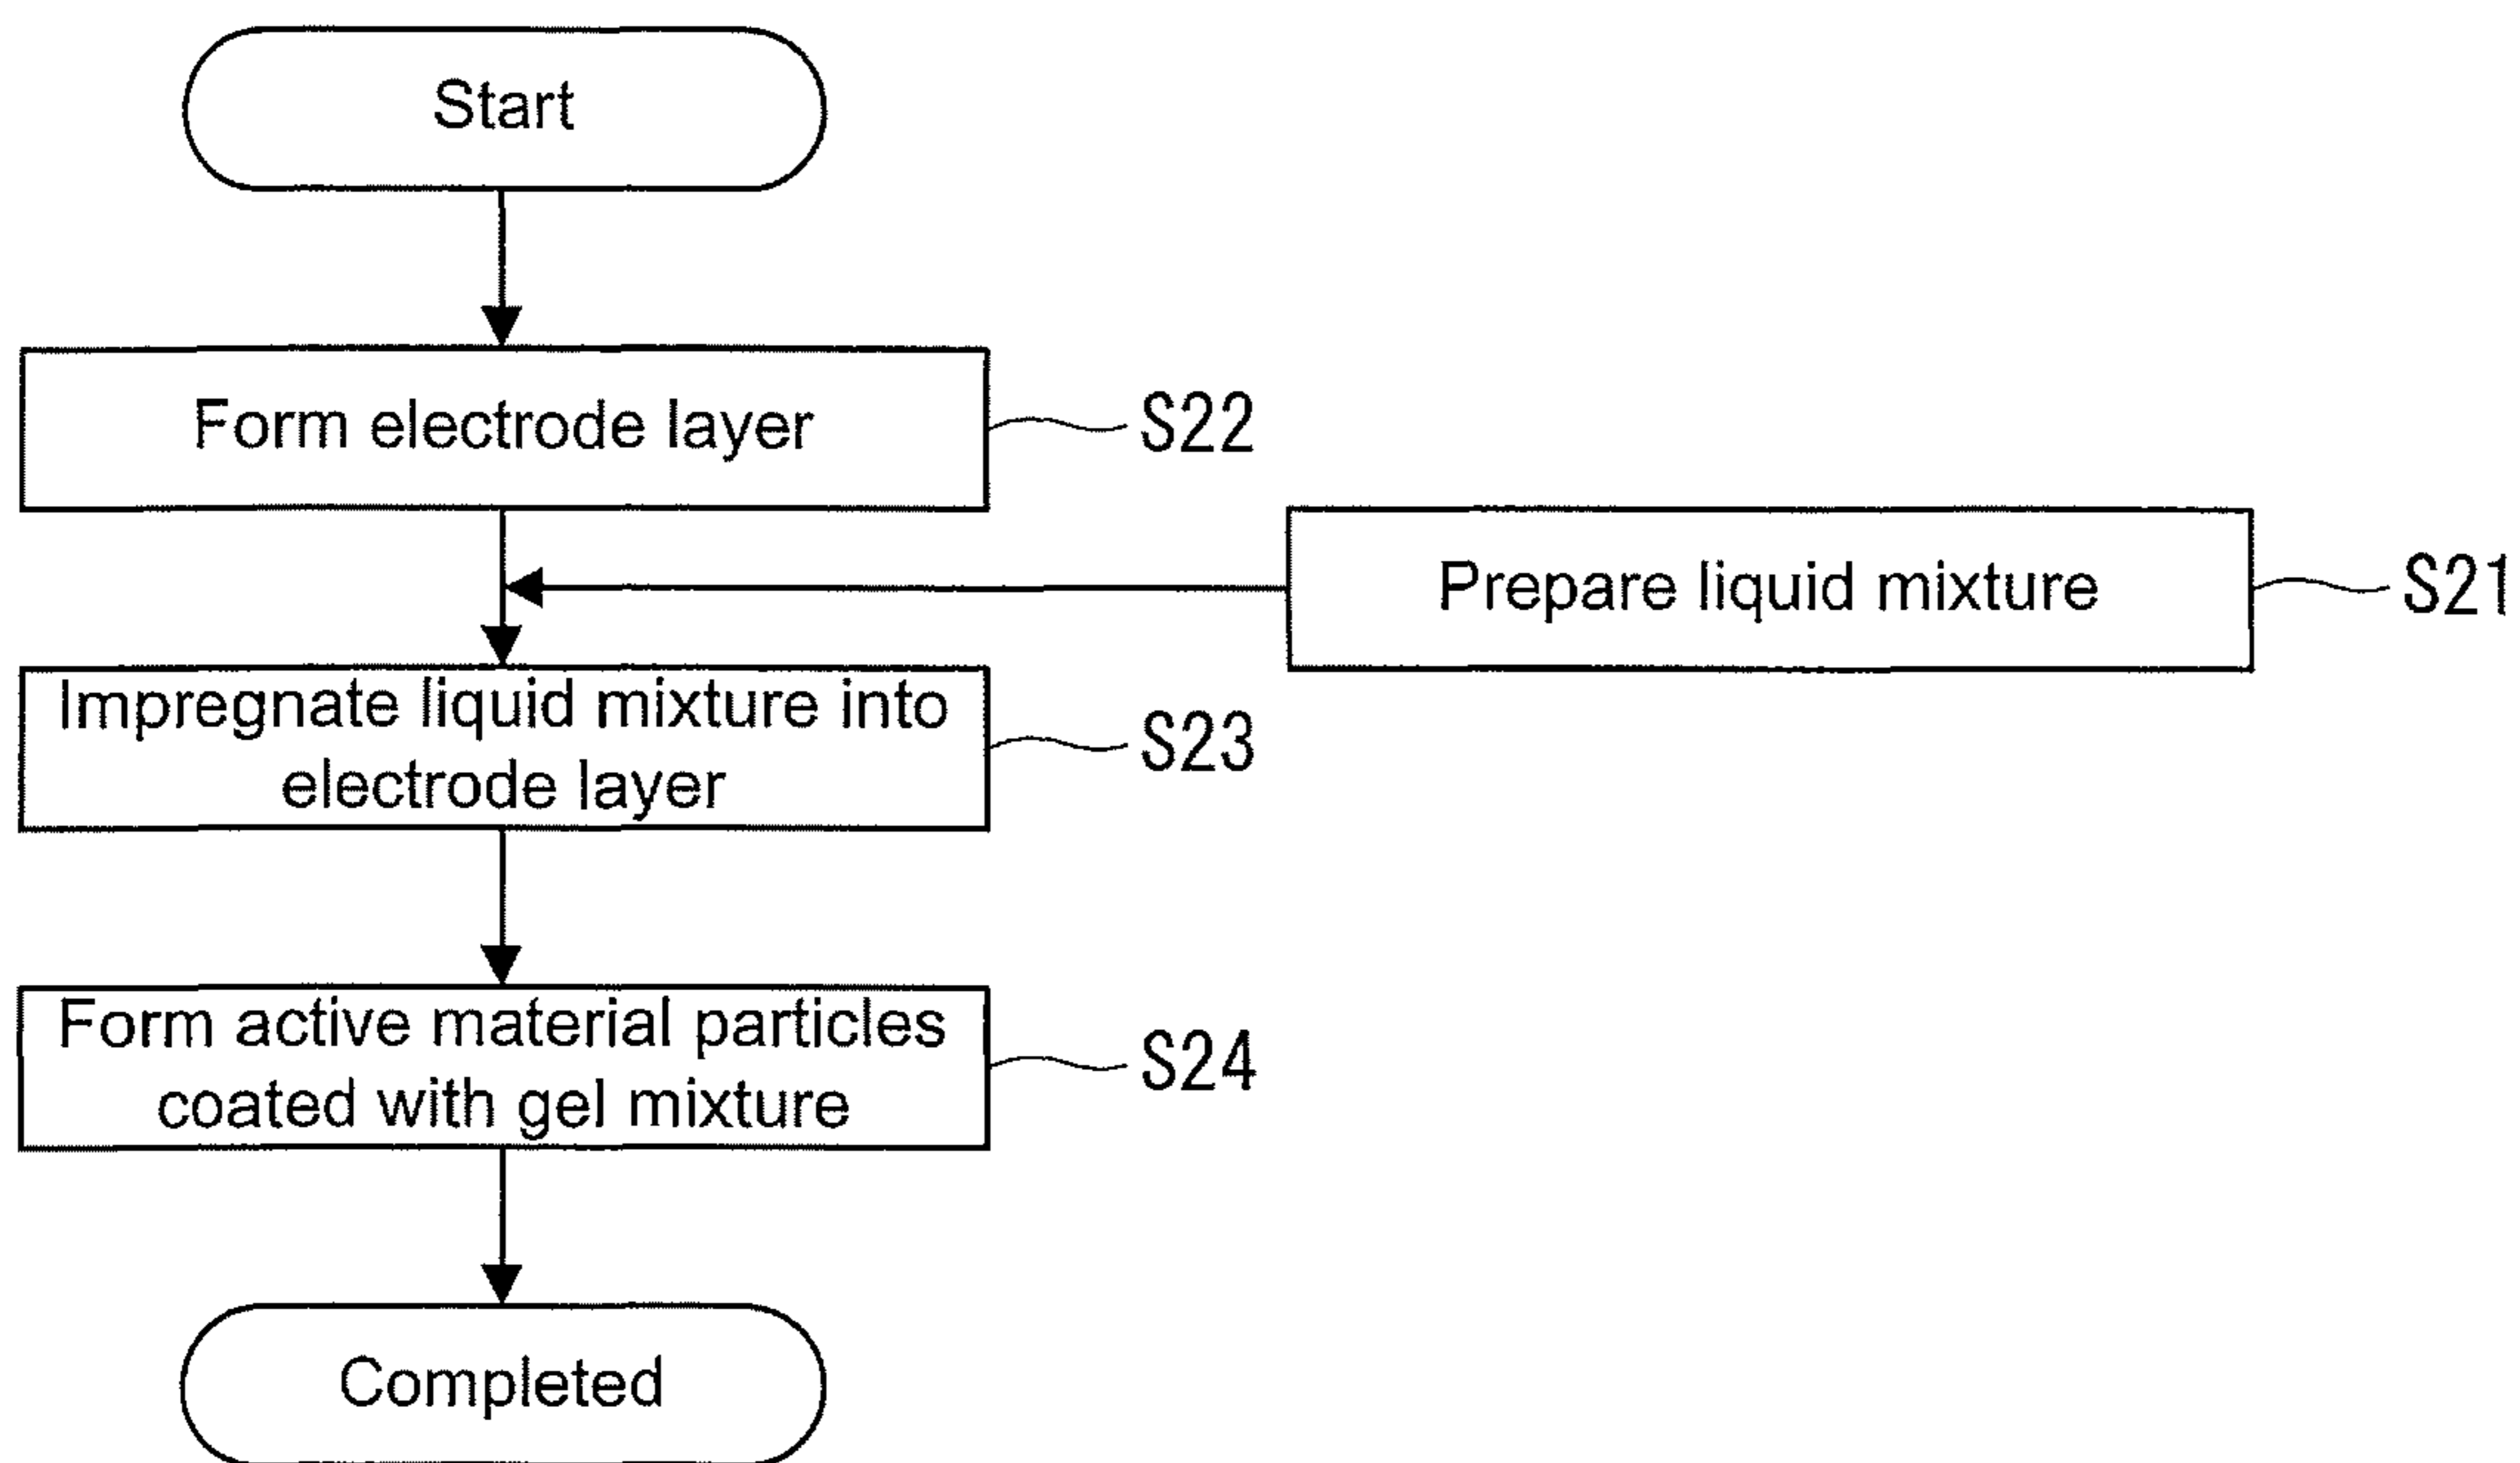 Start
Form electrode layer
S22
Prepare liquid mixture
S21
Impregnate liquid mixture into
electrode layer
S23
Form active material particles
coated with gel mixture
S24
Completed